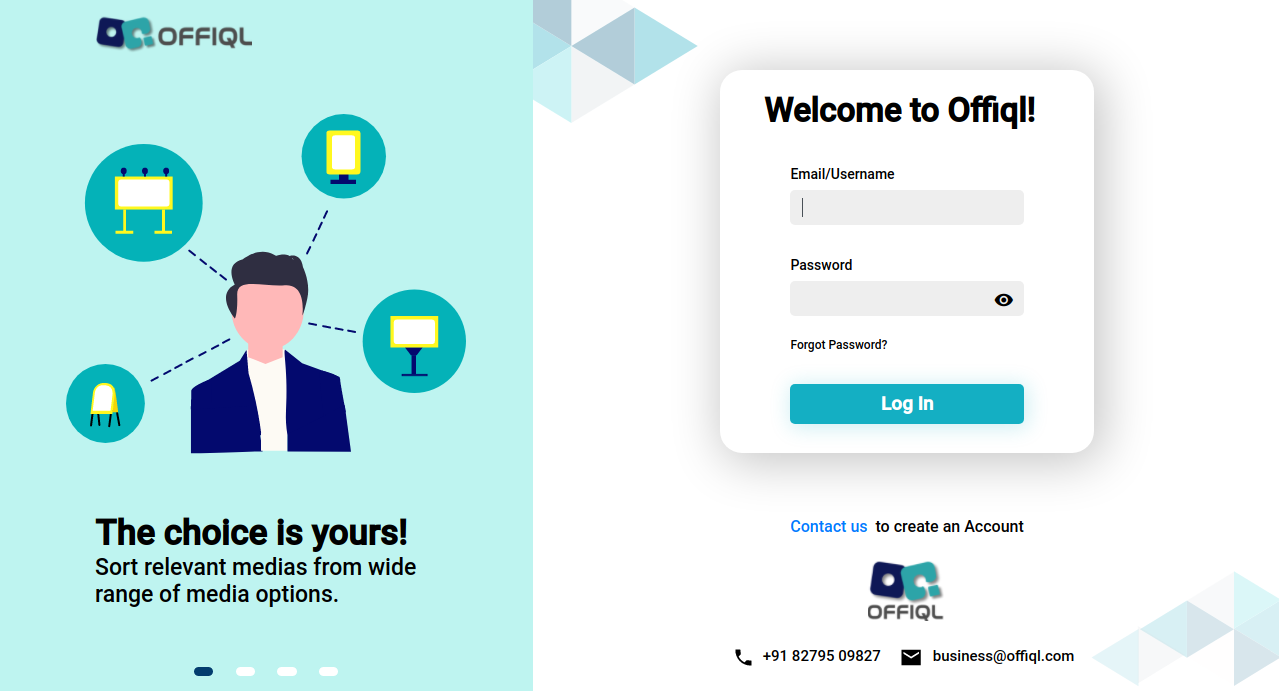 OFFIQL
The choice is yours!
Sort relevant medias from wide
range of media options.
Welcome to Offiql!
Email/Username
Password
Forgot Password?
Log In
Contact us to create an Account
OFFIQL
+91 82795 09827 business@offiql.com